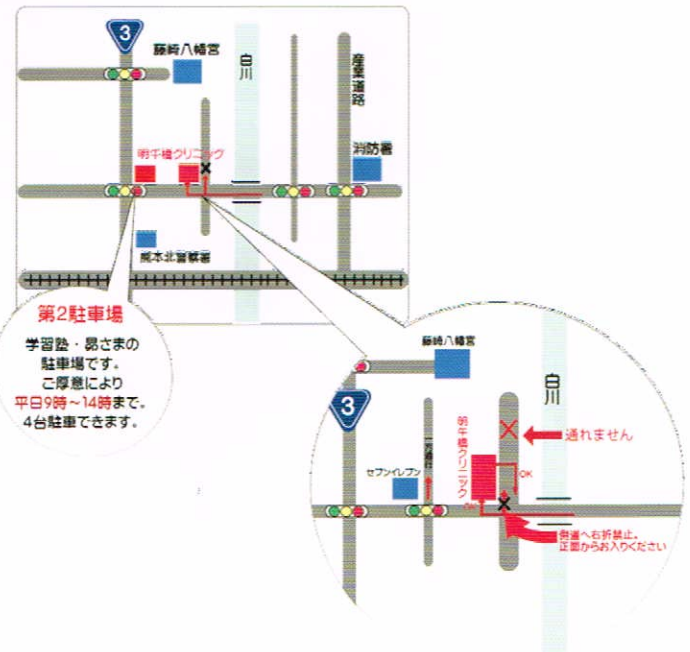 3
藤崎八幡宮
白川
産業道路
明午橋クリニック
消防署
熊本北警察署
第2駐車場
学習塾・昴さまの
駐車場です。
ご厚意により
平日9時~14時まで。
4台駐車できます。
藤崎八幡宮
3
白川
一方通行
明午橋クリニック
通れません
セブンイレブン
OK
OK
側道へ右折禁止。
正面からお入りください